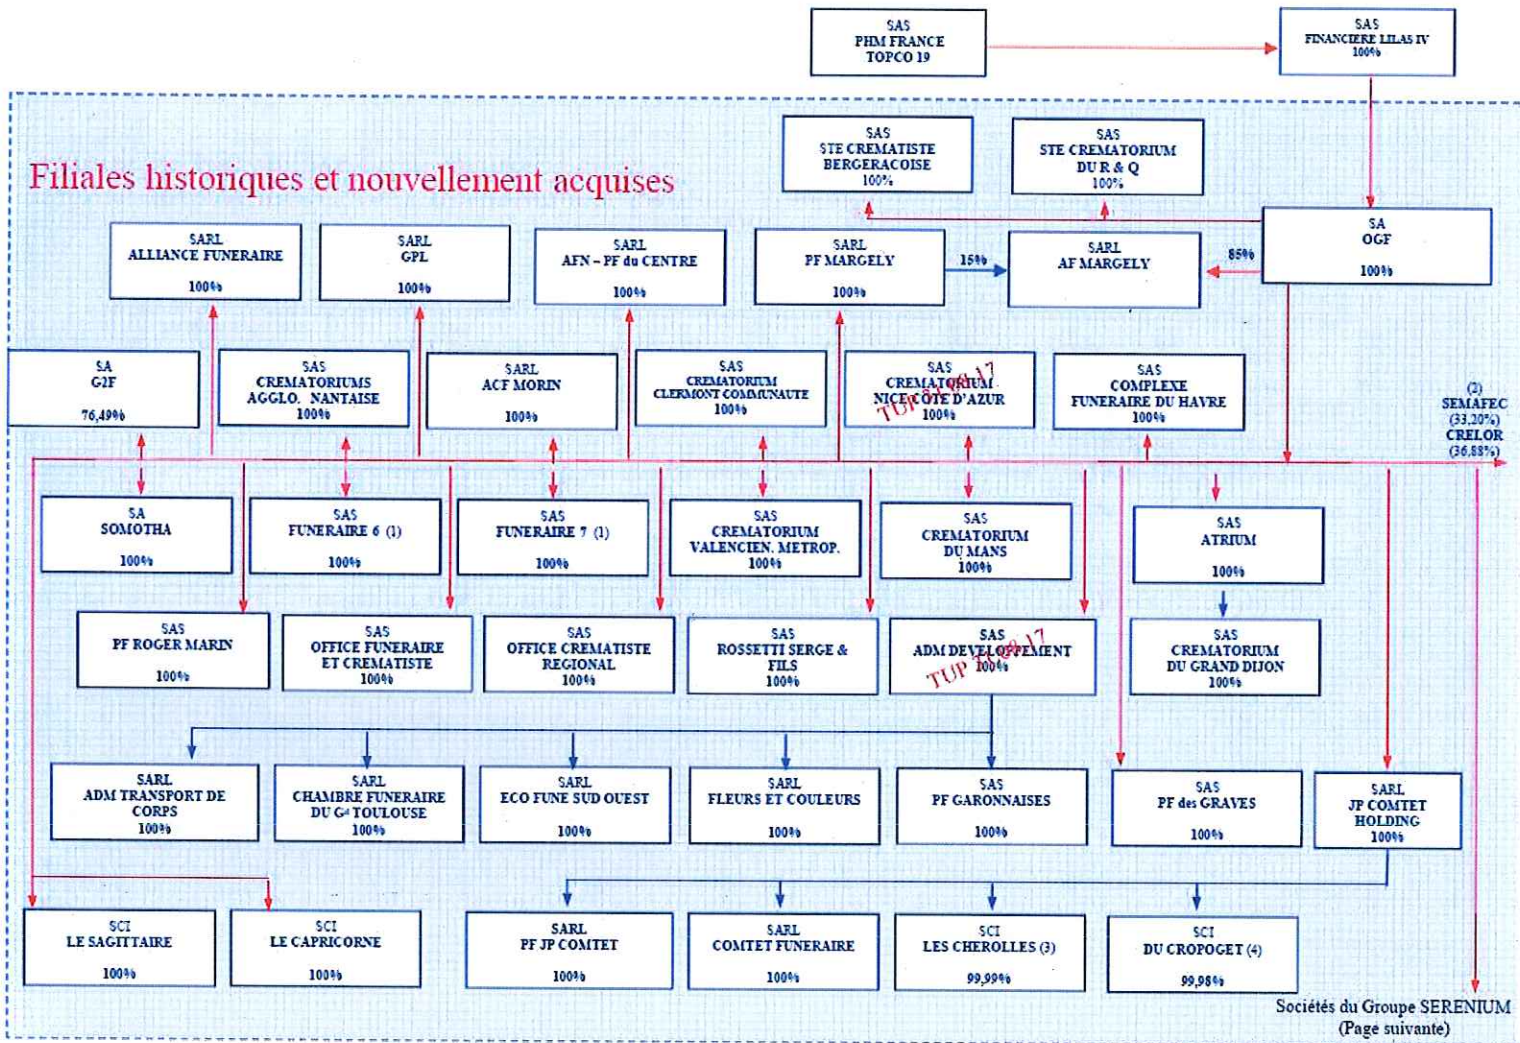 SAS
PHM FRANCE
TOPCO 19
SAS
FINANCIERE LILAS IV
100%
Filiales historiques et nouvellement acquises
SAS
STE CREMATISTE
BERGERACOISE
100%
SAS
STE CREMATORIUM
DU R & Q
100%
SARL
ALLIANCE FUNERAIRE
100%
SARL
GPL
100%
SARL
AFN – PF du CENTRE
100%
SARL
PF MARGELY
100%
15%
SARL
AF MARGELY
85%
SA
OGF
100%
SA
G2F
76,49%
SAS
CREMATORIUMS
AGGLO. NANTAISE
100%
SARL
ACF MORIN
100%
SAS
CREMATORIUM
CLERMONT COMMUNAUTE
100%
SAS
CREMATORIUM
NICE COTE D'AZUR
100%
TUP 17
SAS
COMPLEXE
FUNERAIRE DU HAVRE
100%
(2)
SEMAFEC
(33,20%)
CRELOR
(36,88%)
SA
SOMOTHA
100%
SAS
FUNERAIRE 6 (1)
100%
SAS
FUNERAIRE 7 (1)
100%
SAS
CREMATORIUM
VALENCIEN. METROP.
100%
SAS
CREMATORIUM
DU MANS
100%
SAS
ATRIUM
100%
SAS
PF ROGER MARIN
100%
SAS
OFFICE FUNERAIRE
ET CREMATISTE
100%
SAS
OFFICE CREMATISTE
REGIONAL
100%
SAS
ROSSETTI SERGE &
FILS
100%
SAS
ADM DEVELOPPEMENT
100%
TUP 17
SAS
CREMATORIUM
DU GRAND DIJON
100%
SARL
ADM TRANSPORT DE
CORPS
100%
SARL
CHAMBRE FUNERAIRE
DU Gd TOULOUSE
100%
SARL
ECO FUNE SUD OUEST
100%
SARL
FLEURS ET COULEURS
100%
SAS
PF GARONNAISES
100%
SAS
PF des GRAVES
100%
SARL
JP COMTET
HOLDING
100%
SCI
LE SAGITTAIRE
100%
SCI
LE CAPRICORNE
100%
SARL
PF JP COMTET
100%
SARL
COMTET FUNERAIRE
100%
SCI
LES CHEROLLES (3)
99,99%
SCI
DU CROPOGET (4)
99,98%
Sociétés du Groupe SERENIUM
(Page suivante)